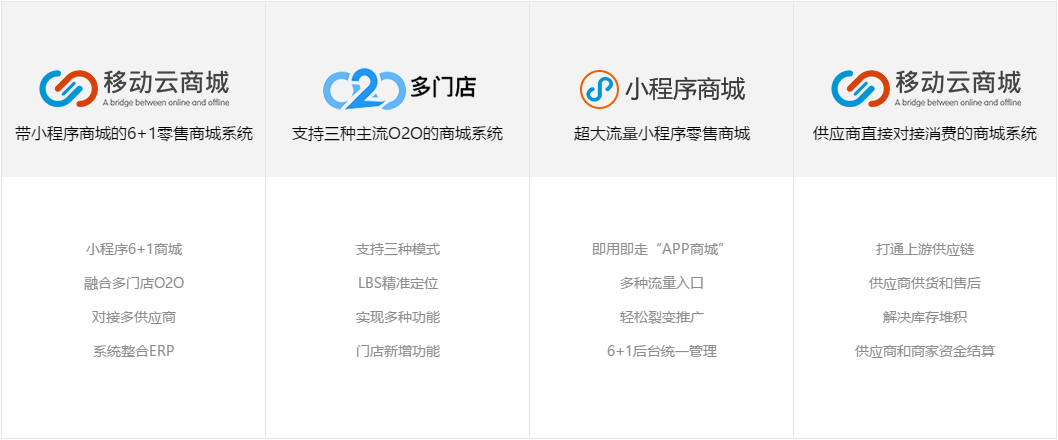 移动云商城
A bridge between online and offline
带小程序商城的6+1零售商城系统
小程序6+1商城
融合多门店O2O
对接多供应商
系统整合ERP
O2O多门店
支持三种主流O2O的商城系统
支持三种模式
LBS精准定位
实现多种功能
门店新增功能
小程序商城
超大流量小程序零售商城
即用即走“APP商城”
多种流量入口
轻松裂变推广
6+1后台统一管理
移动云商城
A bridge between online and offline
供应商直接对接消费的商城系统
打通上游供应链
供应商供货和售后
解决库存堆积
供应商和商家资金结算